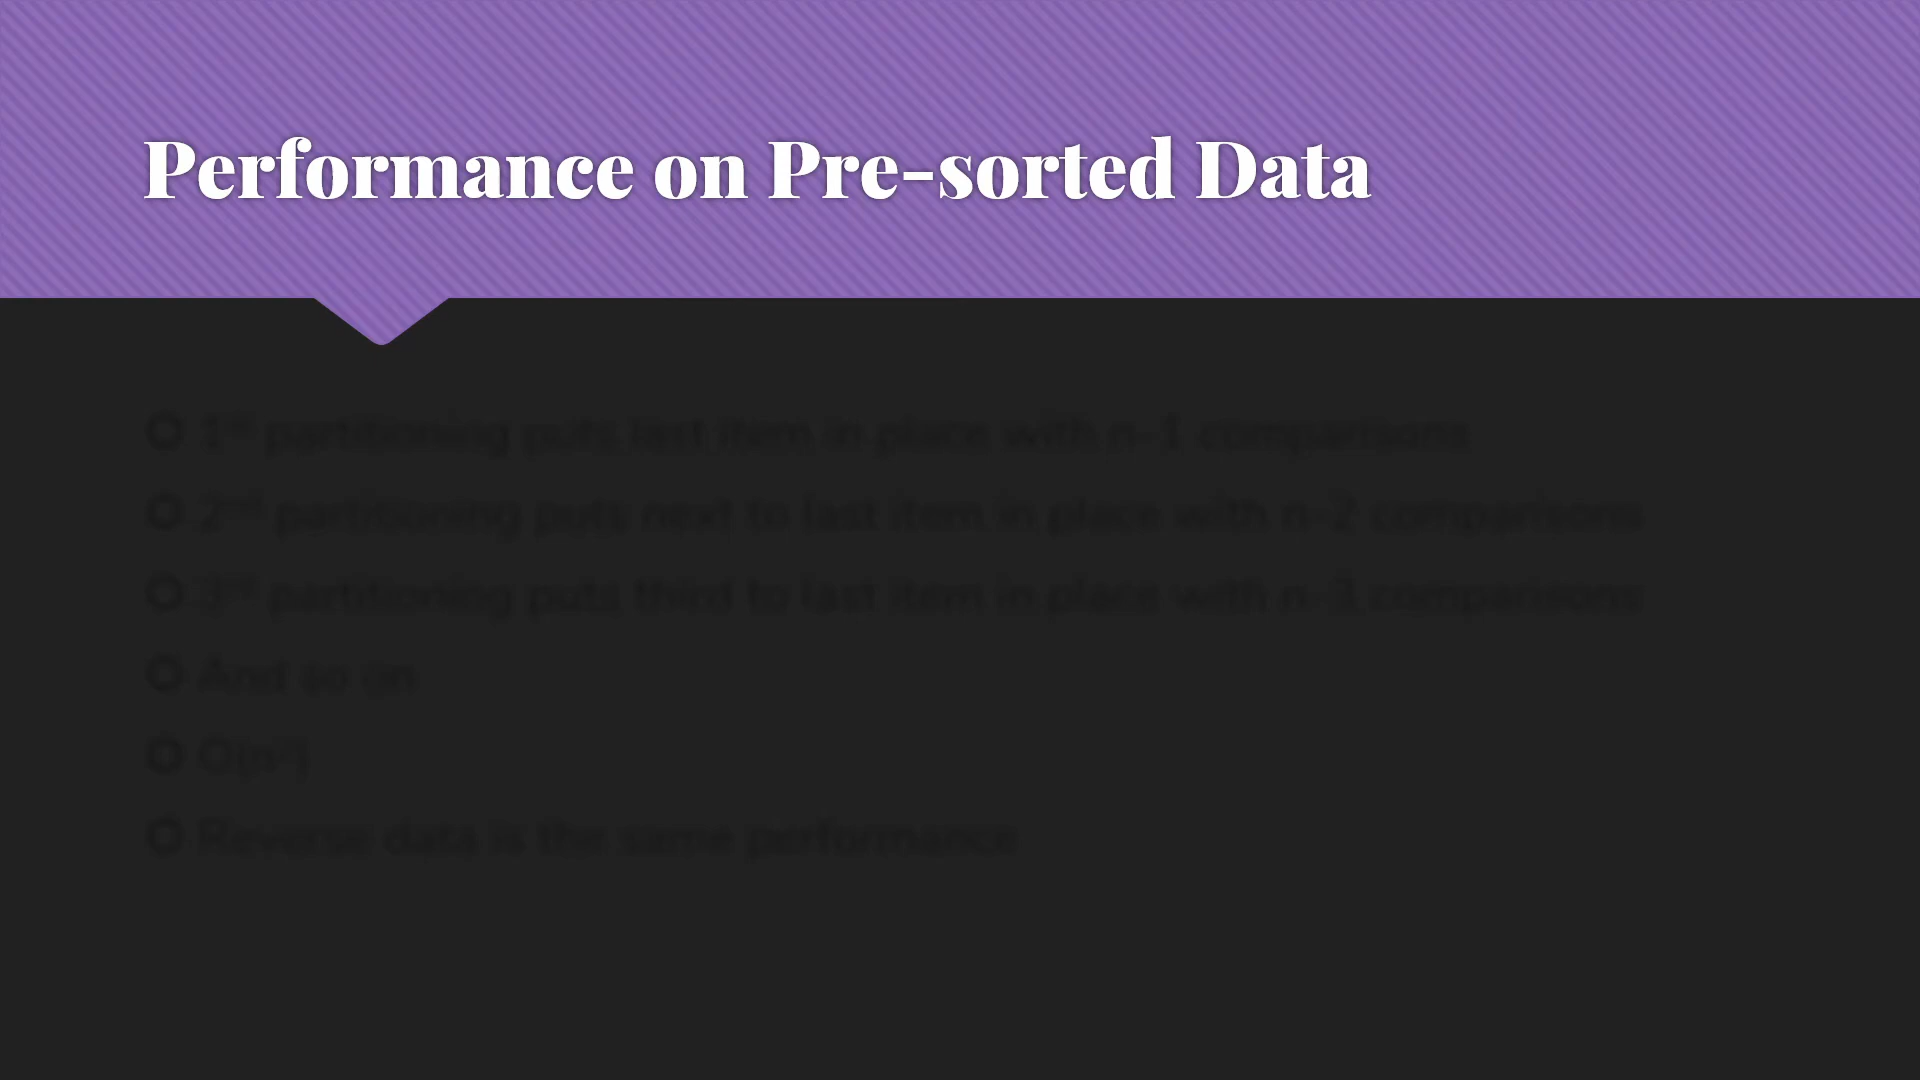 Performance on Pre-sorted Data
1st partitioning puts last item in place with n-1 comparisons
2nd partitioning puts next to last item in place with n-2 comparisons
3rd partitioning puts third to last item in place with n-3 comparisons
And so on
O(n²)
Reverse data is the same performance